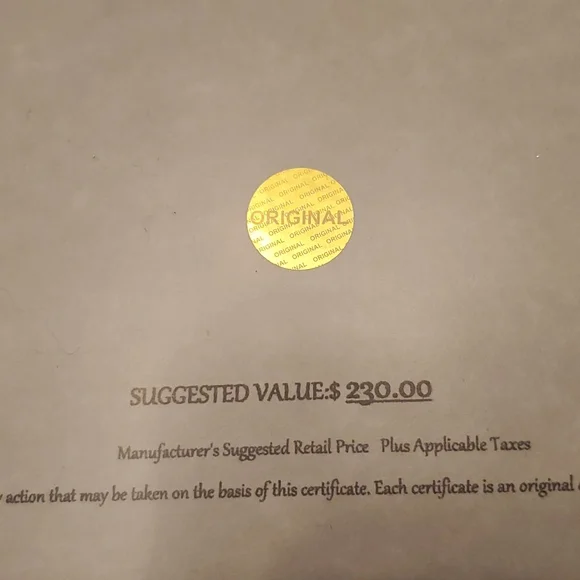 ORIGINAL
SUGGESTED VALUE:$ 230.00
Manufacturer's Suggested Retail Price Plus Applicable Taxes
action that may be taken on the basis of this certificate. Each certificate is an original